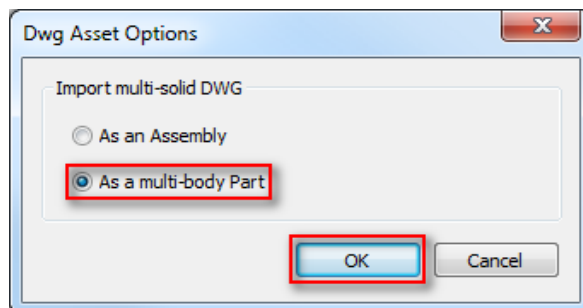 Dwg Asset Options
Import multi-solid DWG
As an Assembly
As a multi-body Part
OK
Cancel